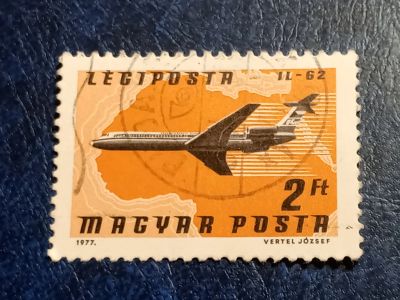 LÉGIPOSTA IL-62
2 Ft
MAGYAR POSTA
1977. VERTEL JÓZSEF